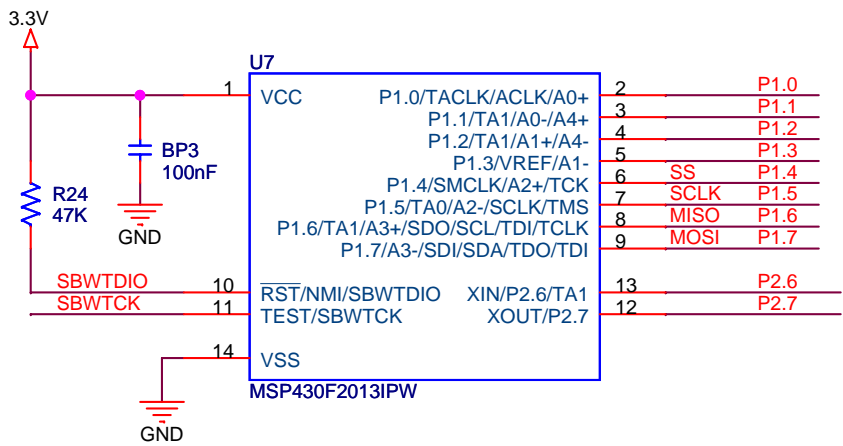 3.3V
U7
1
VCC
P1.0/TACLK/ACLK/A0+
2
P1.0
P1.1/TA1/A0-/A4+
3
P1.1
P1.2/TA1/A1+/A4-
4
P1.2
BP3
100nF
P1.3/VREF/A1-
5
P1.3
R24
47K
P1.4/SMCLK/A2+/TCK
6
SS
P1.4
P1.5/TA0/A2-/SCLK/TMS
7
SCLK
P1.5
GND
P1.6/TA1/A3+/SDO/SCL/TDI/TCLK
8
MISO
P1.6
P1.7/A3-/SDI/SDA/TDO/TDI
9
MOSI
P1.7
SBWTDIO
10
RST/NMI/SBWTDIO
XIN/P2.6/TA1
13
P2.6
SBWTCK
11
TEST/SBWTCK
XOUT/P2.7
12
P2.7
14
VSS
MSP430F2013IPW
GND